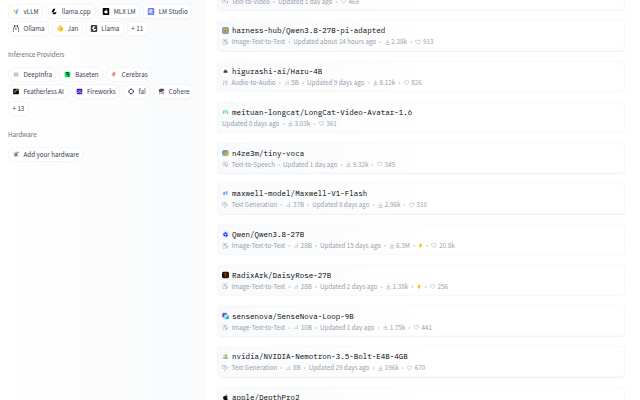 vLLM llama.cpp MLX LM LM Studio
Ollama Jan Llama + 11
Inference Providers
DeepInfra Baseten Cerebras
Featherless AI Fireworks fal Cohere
+ 13
Hardware
Add your hardware
harness-hub/Qwen3.8-27B-pi-adapted
Image-Text-to-Text • Updated about 14 hours ago • 2.28k • 933
higurashi-ai/Haru-4B
Audio-to-Audio • 5B • Updated 9 days ago • 8.12k • 826
meituan-longcat/LongCat-Video-Avatar-1.6
Updated 6 days ago • 3.03k • 361
n4ze3m/tiny-voca
Text-to-Speech • Updated 1 day ago • 9.32k • 345
maxwell-model/Maxwell-V1-Flash
Text Generation • 37B • Updated 8 days ago • 2.96k • 330
Qwen/Qwen3.8-27B
Image-Text-to-Text • 28B • Updated 15 days ago • 6.3M • 20.8k
RadixArk/DaisyRose-27B
Image-Text-to-Text • 28B • Updated 2 days ago • 1.38k • 256
sensenova/SenseNova-Loop-9B
Image-Text-to-Text • 10B • Updated 1 day ago • 1.75k • 441
nvidia/NVIDIA-Nemotron-3.5-Bolt-E4B-4GB
Text Generation • 8B • Updated 29 days ago • 196k • 670
apple/DepthPro2